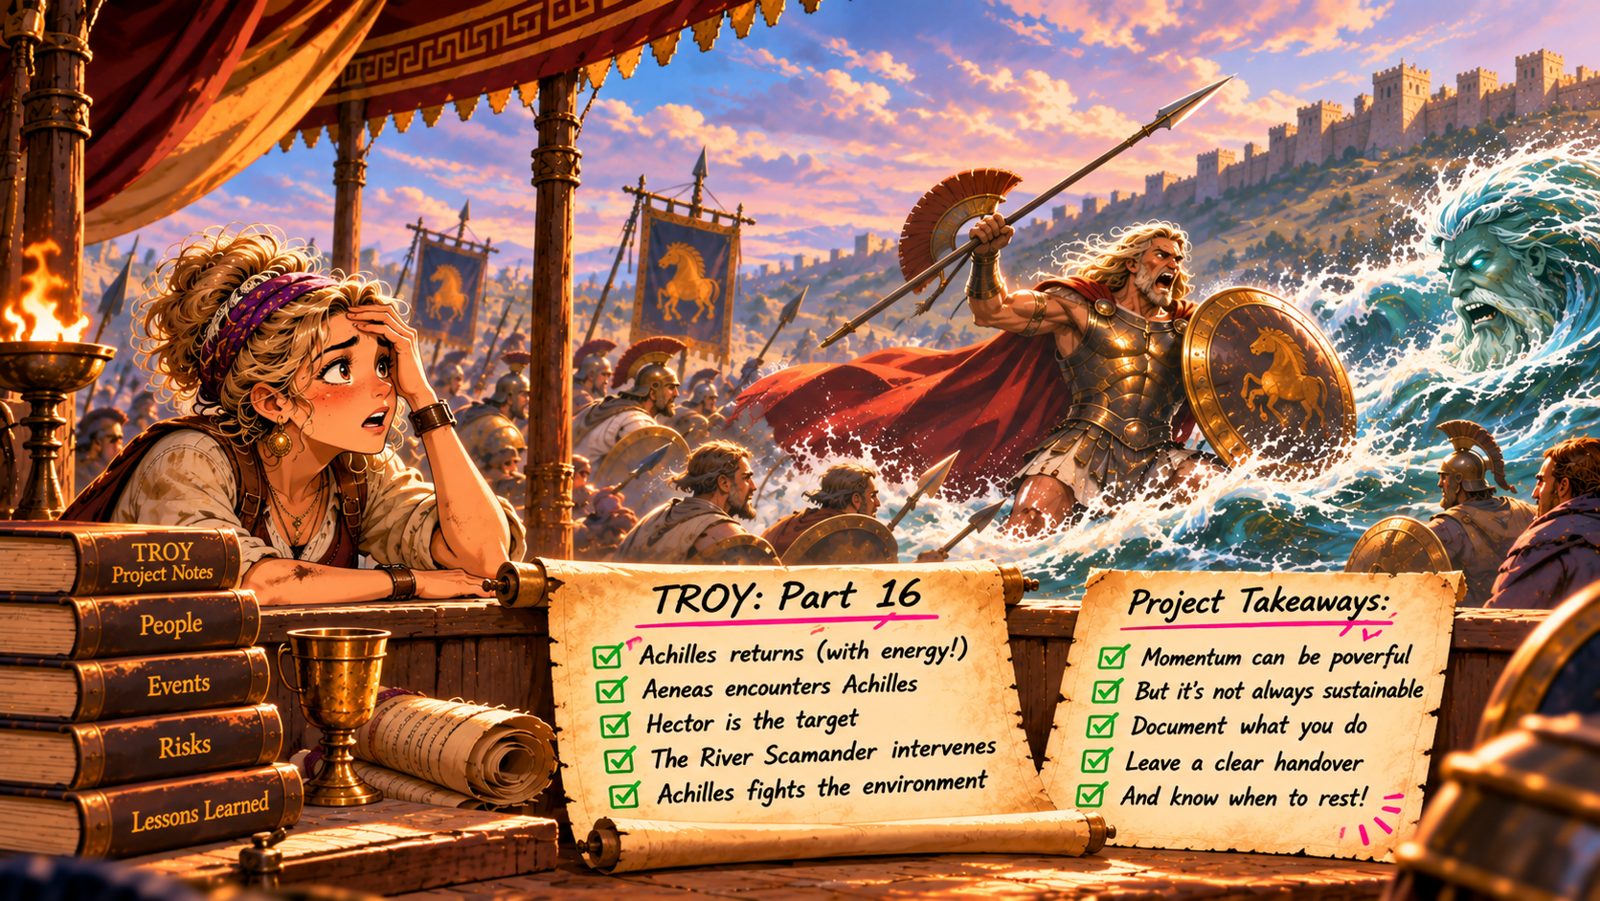 TROY
Project Notes
People
Events
Risks
Lessons Learned
TROY: Part 16
Achilles returns (with energy!)
Aeneas encounters Achilles
Hector is the target
The River Scamander intervenes
Achilles fights the environment
Project Takeaways:
Momentum can be poverful
But it's not always sustainable
Document what you do
Leave a clear handover
And know when to rest!